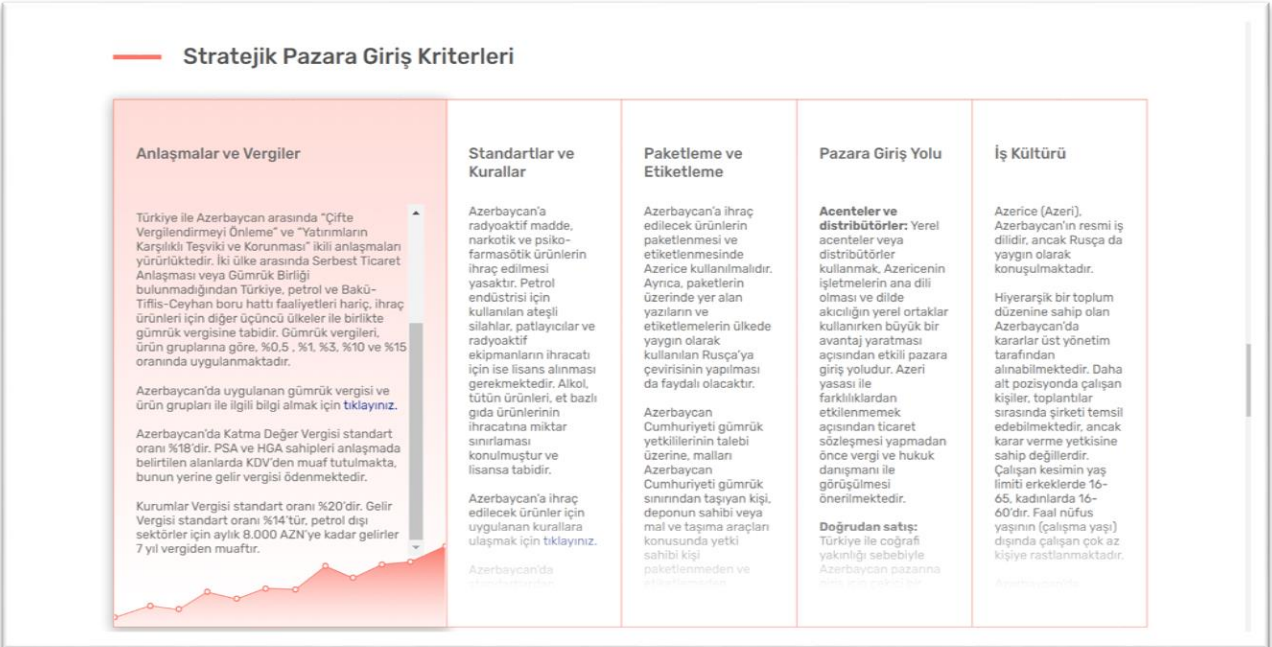 Stratejik Pazara Giriş Kriterleri
Anlaşmalar ve Vergiler
Türkiye ile Azerbaycan arasında “Çifte
Vergilendirmeyi Önleme” ve “Yatırımların
Karşılıklı Teşviki ve Korunması” ikili anlaşmaları
yürürlüktedir. İki ülke arasında Serbest Ticaret
Anlaşması veya Gümrük Birliği
bulunmadığından Türkiye, petrol ve Bakü-
Tiflis-Ceyhan boru hattı faaliyetleri hariç, ihraç
ürünleri için diğer üçüncü ülkeler ile birlikte
gümrük vergisine tabidir. Gümrük vergileri,
ürün gruplarına göre, %0,5 , %1, %3, %10 ve %15
oranında uygulanmaktadır.
Azerbaycan’da uygulanan gümrük vergisi ve
ürün grupları ile ilgili bilgi almak için tıklayınız.
Azerbaycan’da Katma Değer Vergisi standart
oranı %18’dir. PSA ve HGA sahipleri anlaşmada
belirtilen alanlarda KDV’den muaf tutulmakta,
bunun yerine gelir vergisi ödenmektedir.
Kurumlar Vergisi standart oranı %20’dir. Gelir
Vergisi standart oranı %14’tür, petrol dışı
sektörler için aylık 8.000 AZN’ye kadar gelirler
7 yıl vergiden muaftır.
Standartlar ve
Kurallar
Azerbaycan’a
radyoaktif madde,
narkotik ve psiko-
farmasötik ürünlerin
ihraç edilmesi
yasaktır. Petrol
endüstrisi için
kullanılan ateşli
silahlar, patlayıcılar ve
radyoaktif
ekipmanların ihracatı
için ise lisans alınması
gerekmektedir. Alkol,
tütün ürünleri, et bazlı
gıda ürünlerinin
ihracatına miktar
sınırlaması
konulmuştur ve
lisansa tabidir.
Azerbaycan’a ihraç
edilecek ürünler için
uygulanan kurallara
ulaşmak için tıklayınız.
Azerbaycan’da
Paketleme ve
Etiketleme
Azerbaycan’a ihraç
edilecek ürünlerin
paketlenmesi ve
etiketlenmesinde
Azerice kullanılmalıdır.
Ayrıca, paketlerin
üzerinde yer alan
yazıların ve
etiketlemelerin ülkede
yaygın olarak
kullanılan Rusça’ya
çevirisinin yapılması
da faydalı olacaktır.
Azerbaycan
Cumhuriyeti gümrük
yetkililerinin talebi
üzerine, malları
Azerbaycan
Cumhuriyeti gümrük
sınırından taşıyan kişi,
deponun sahibi veya
mal ve taşıma araçları
konusunda yetki
sahibi kişi
paketlenmeden ve
Pazara Giriş Yolu
Acenteler ve
distribütörler: Yerel
acenteler veya
distribütörler
kullanmak, Azericenin
işletmelerin ana dili
olması ve dilde
akıcılığın yerel ortaklar
kullanırken büyük bir
avantaj yaratması
açısından etkili pazara
giriş yoludur. Azeri
yasası ile
farklılıklardan
etkilenmemek
açısından ticaret
sözleşmesi yapmadan
önce vergi ve hukuk
danışmanı ile
görüşülmesi
önerilmektedir.
Doğrudan satış:
Türkiye ile coğrafi
yakınlığı sebebiyle
Azerbaycan pazarına
İş Kültürü
Azerice (Azeri),
Azerbaycan’ın resmi iş
dilidir, ancak Rusça da
yaygın olarak
konuşulmaktadır.
Hiyerarşik bir toplum
düzenine sahip olan
Azerbaycan’da
kararlar üst yönetim
tarafından
alınabilmektedir. Daha
alt pozisyonda çalışan
kişiler, toplantılar
sırasında şirketi temsil
edebilmektedir, ancak
karar verme yetkisine
sahip değillerdir.
Çalışan kesimin yaş
limiti erkeklerde 16-
65, kadınlarda 16-
60’dır. Faal nüfus
yaşının (çalışma yaşı)
dışında çalışan çok az
kişiye rastlanmaktadır.